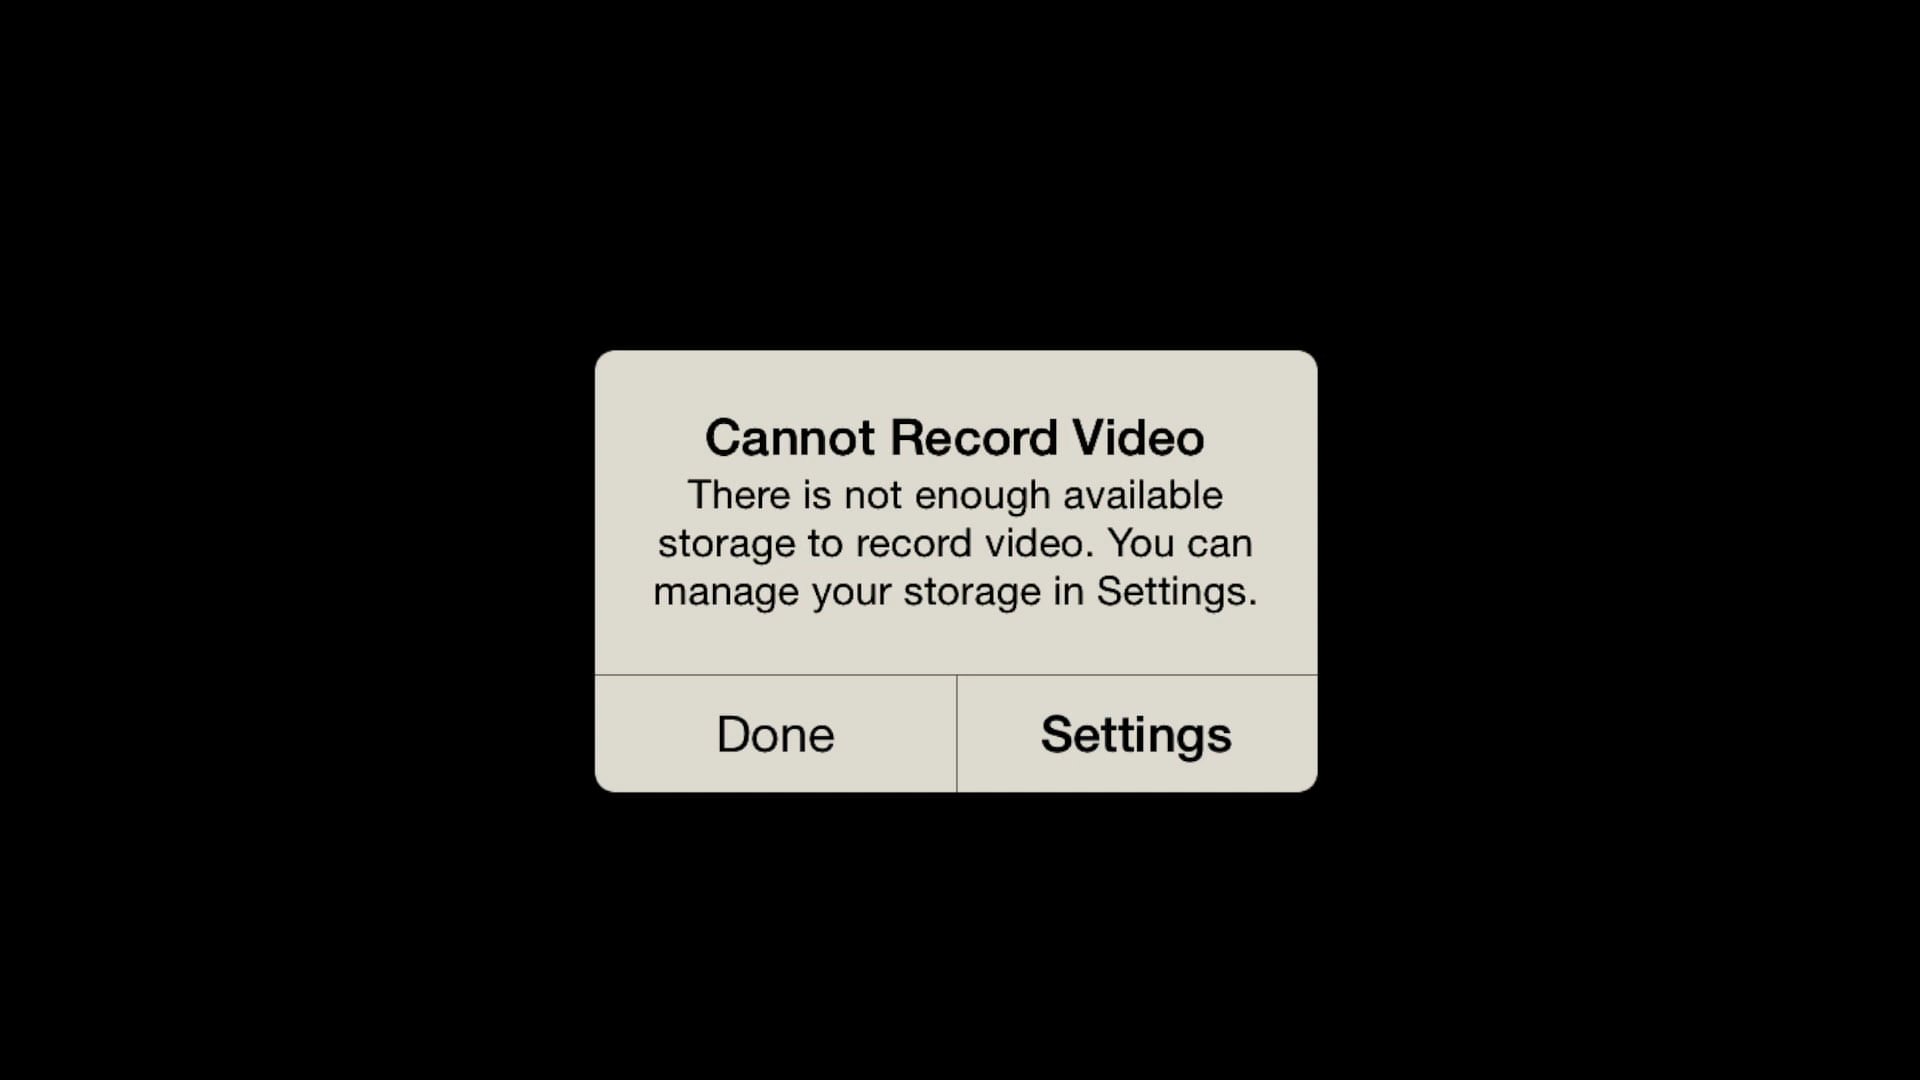 Cannot Record Video
There is not enough available
storage to record video. You can
manage your storage in Settings.
Done
Settings